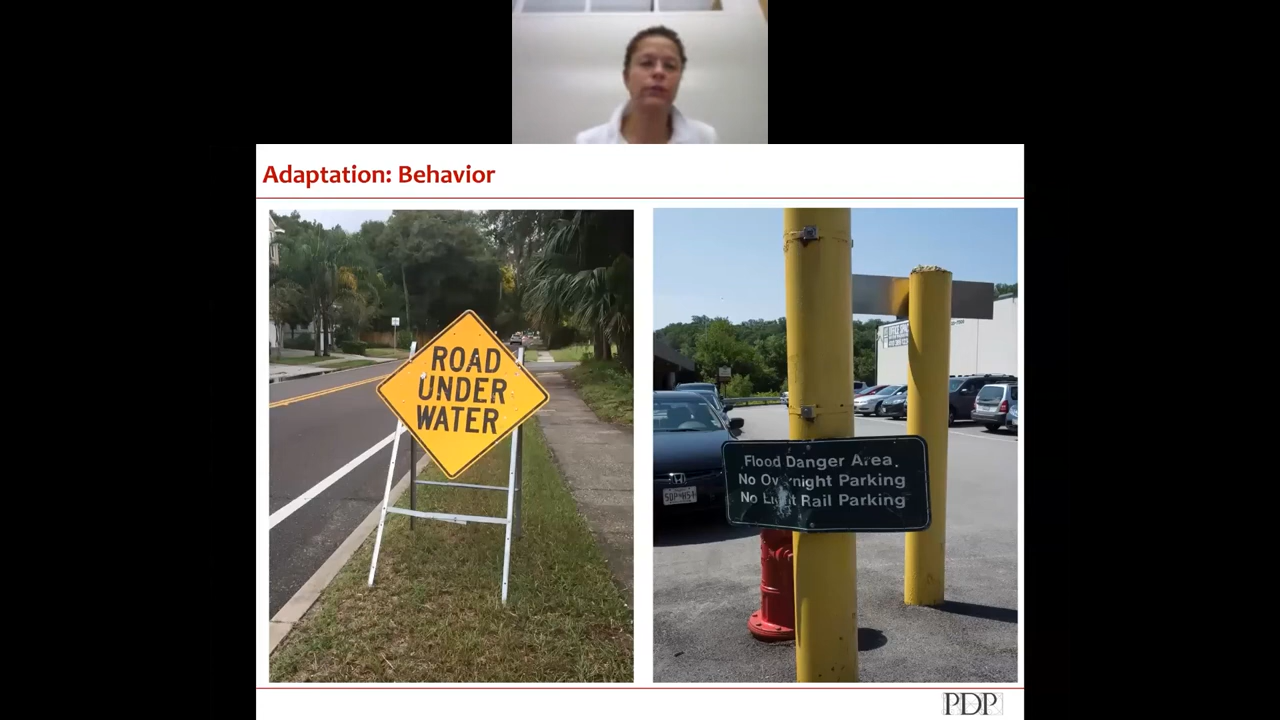 Adaptation: Behavior
ROAD
UNDER
WATER
Flood Danger Area
No Overnight Parking
No Light Rail Parking
PDP